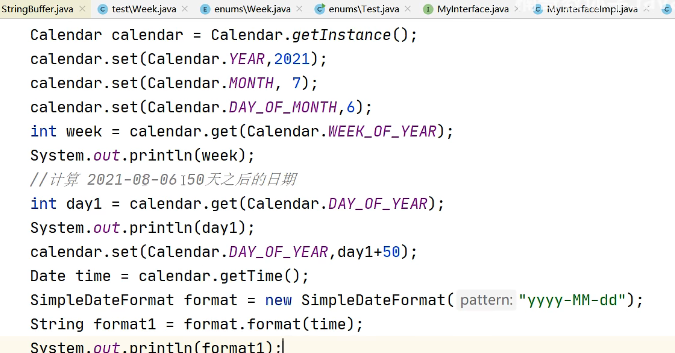 StringBuffer.java test\Week.java enums\Week.java enums\Test.java MyInterface.java MyInterfaceImpl.java
Calendar calendar = Calendar.getInstance();
calendar.set(Calendar.YEAR,2021);
calendar.set(Calendar.MONTH, 7);
calendar.set(Calendar.DAY_OF_MONTH,6);
int week = calendar.get(Calendar.WEEK_OF_YEAR);
System.out.println(week);
//计算 2021-08-06 50天之后的日期
int day1 = calendar.get(Calendar.DAY_OF_YEAR);
System.out.println(day1);
calendar.set(Calendar.DAY_OF_YEAR,day1+50);
Date time = calendar.getTime();
SimpleDateFormat format = new SimpleDateFormat( pattern: "yyyy-MM-dd");
String format1 = format.format(time);
System.out.println(format1);